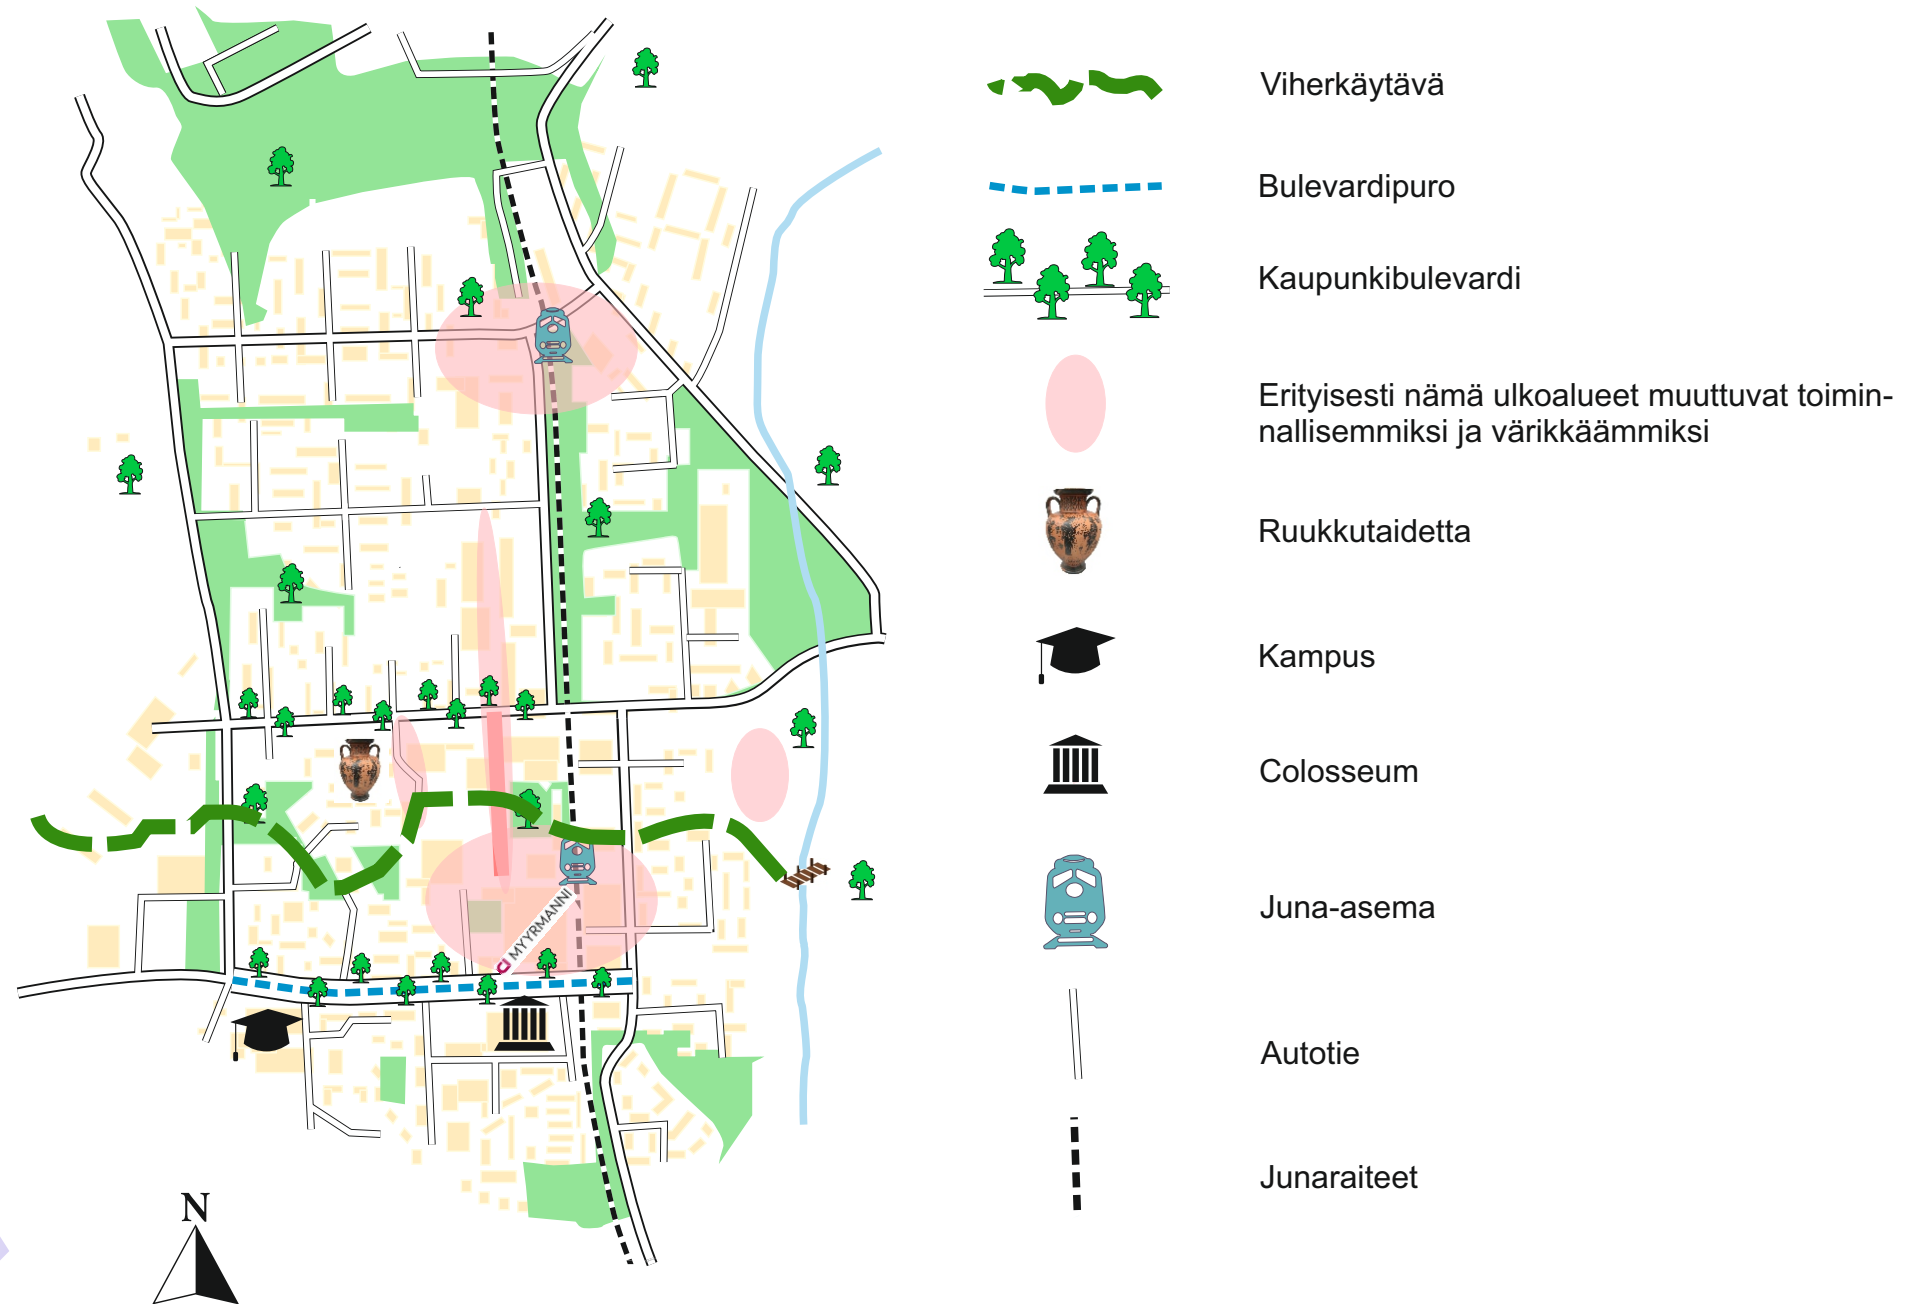 Viherkäytävä
Bulevardipuro
Kaupunkibulevardi
Erityisesti nämä ulkoalueet muuttuvat toimin-
nallisemmiksi ja värikkäämmiksi
Ruukkutaidetta
Kampus
Colosseum
Juna-asema
Autotie
Junaraiteet
MYYRMANNI
N